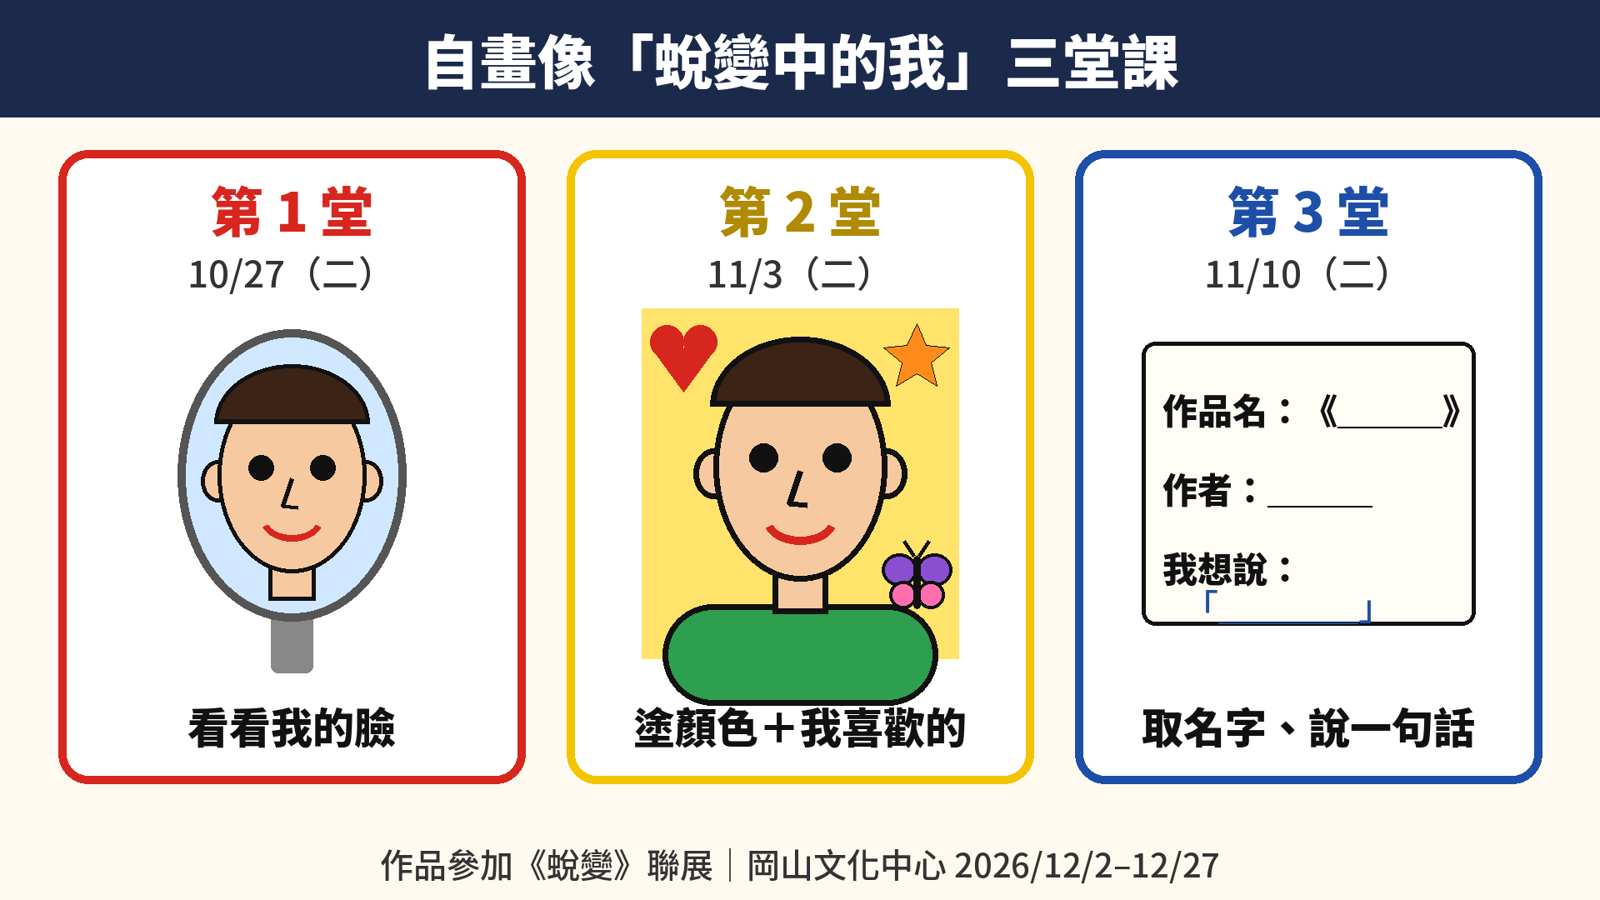 自畫像「蛻變中的我」三堂課
第 1 堂
10/27（二）
看看我的臉
第 2 堂
11/3（二）
塗顏色＋我喜歡的
第 3 堂
11/10（二）
作品名：《______》
作者：______
我想說：
「________」
取名字、說一句話
作品參加《蛻變》聯展｜岡山文化中心 2026/12/2–12/27